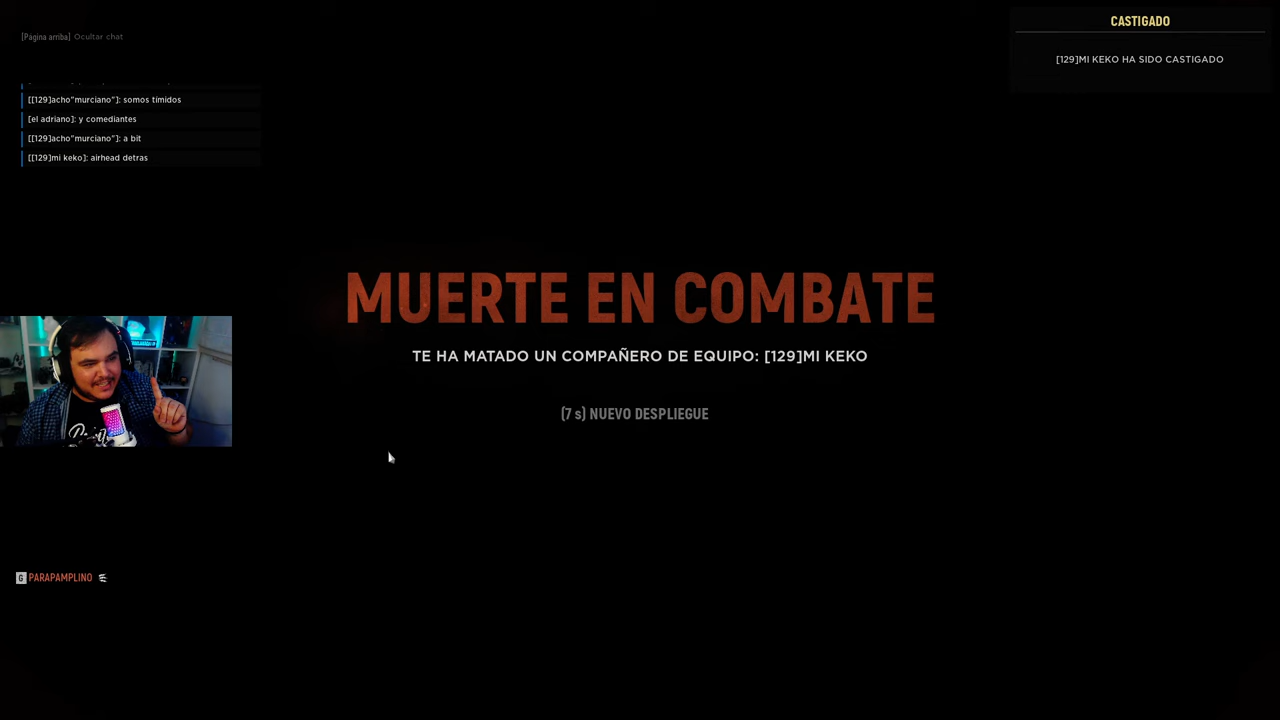 [Página arriba] Ocultar chat
[[129]acho"murciano"]: somos tímidos
[el adriano]: y comediantes
[[129]acho"murciano"]: a bit
[[129]mi keko]: airhead detras
CASTIGADO
[129]MI KEKO HA SIDO CASTIGADO
MUERTE EN COMBATE
TE HA MATADO UN COMPAÑERO DE EQUIPO: [129]MI KEKO
(7 s) NUEVO DESPLIEGUE
G PARAPAMPLINO